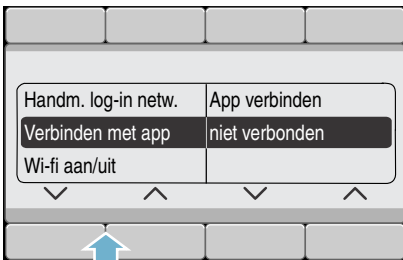 Handm. log-in netw. App verbinden
Verbinden met app niet verbonden
Wi-fi aan/uit